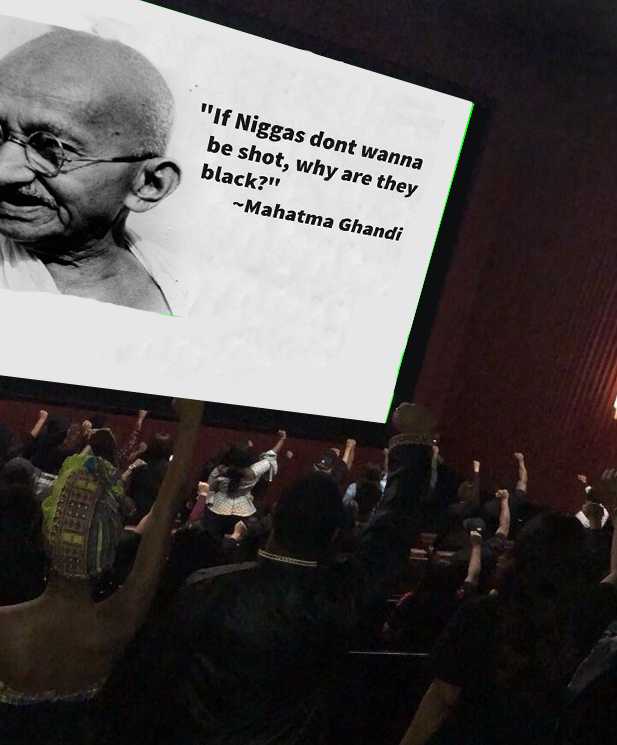 "If Niggas dont wanna
be shot, why are they
black?"
~Mahatma Ghandi